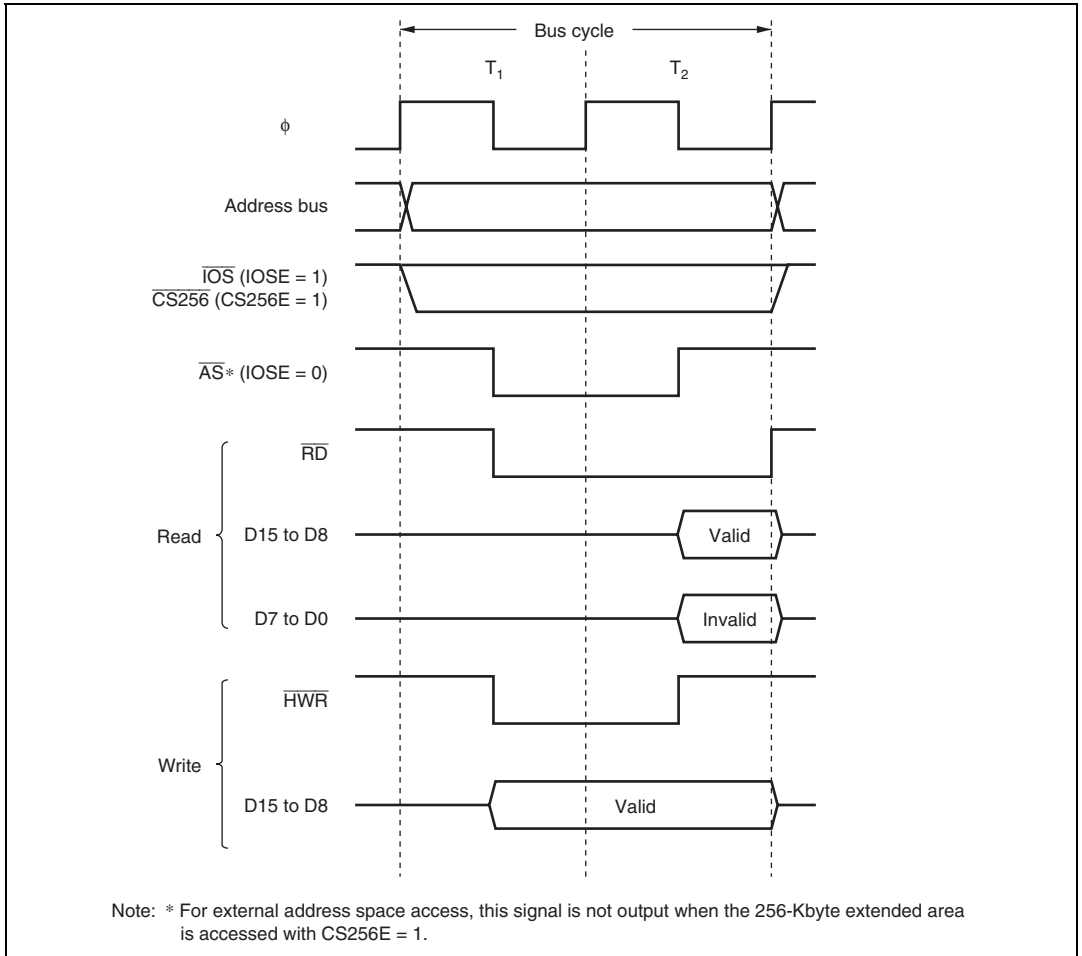 Bus cycle
T1 T2
ϕ
Address bus
IOS (IOSE = 1)
CS256 (CS256E = 1)
AS* (IOSE = 0)
RD
Read
D15 to D8 Valid
D7 to D0 Invalid
HWR
Write
D15 to D8 Valid
Note: * For external address space access, this signal is not output when the 256-Kbyte extended area
is accessed with CS256E = 1.